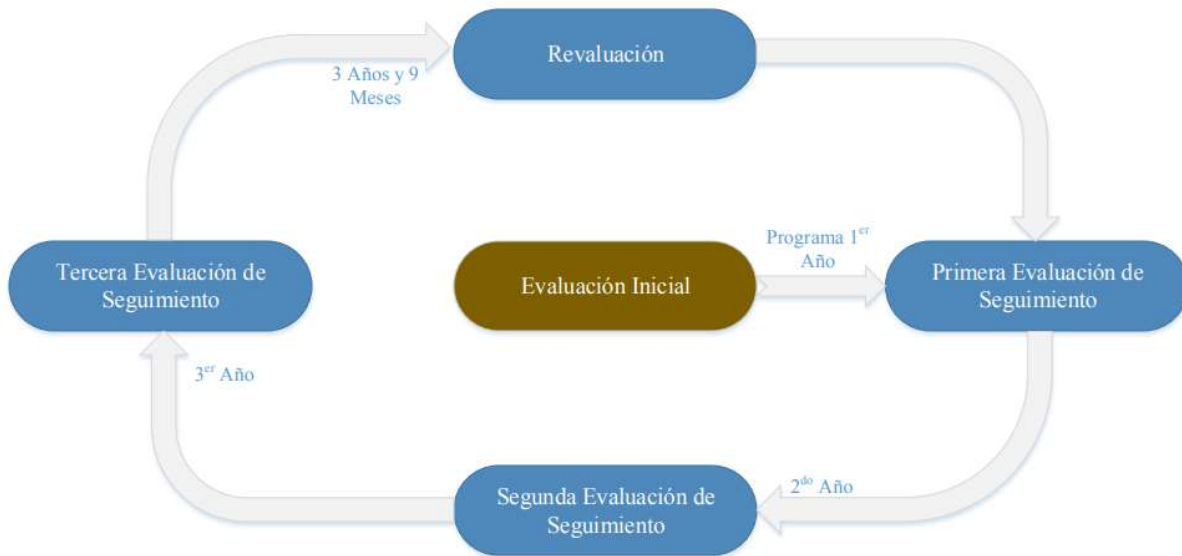 Revaluación
3 Años y 9
Meses
Programa 1er
Año
Tercera Evaluación de
Seguimiento
Evaluación Inicial
Primera Evaluación de
Seguimiento
3er Año
2do Año
Segunda Evaluación de
Seguimiento